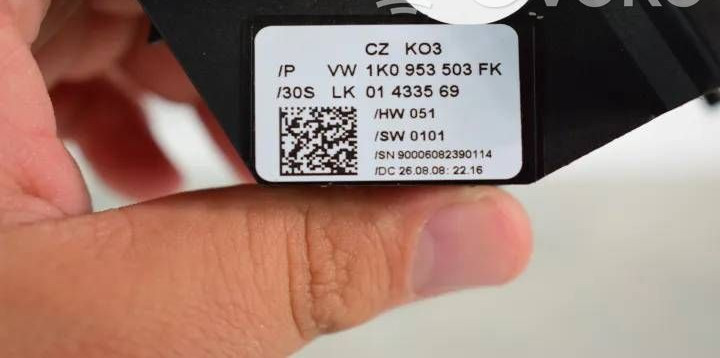 CZ KO3
/P VW 1K0 953 503 FK
/30S LK 01 4335 69
/HW 051
/SW 0101
/SN 90006082390114
/DC 26.08.08: 22.16